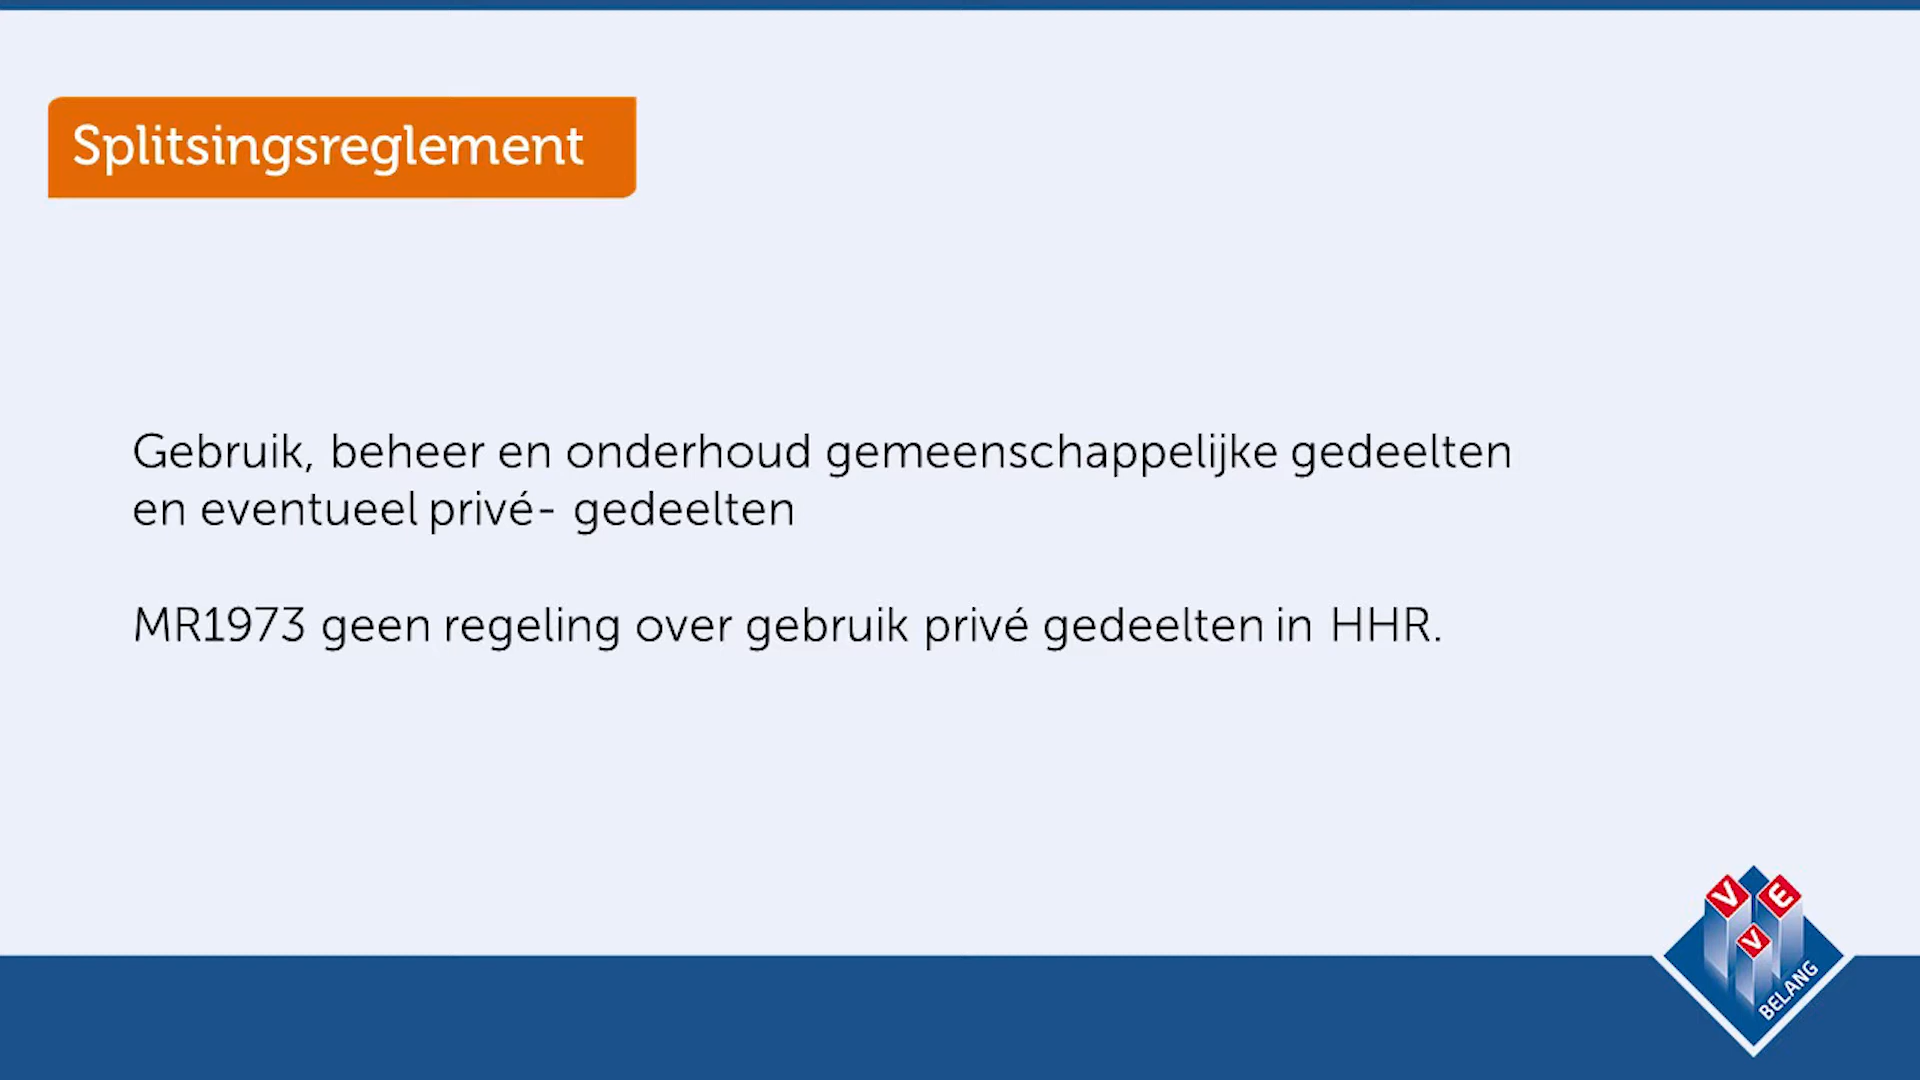 Splitsingsreglement
Gebruik, beheer en onderhoud gemeenschappelijke gedeelten
en eventueel privé- gedeelten
MR1973 geen regeling over gebruik privé gedeelten in HHR.
V V E
BELANG